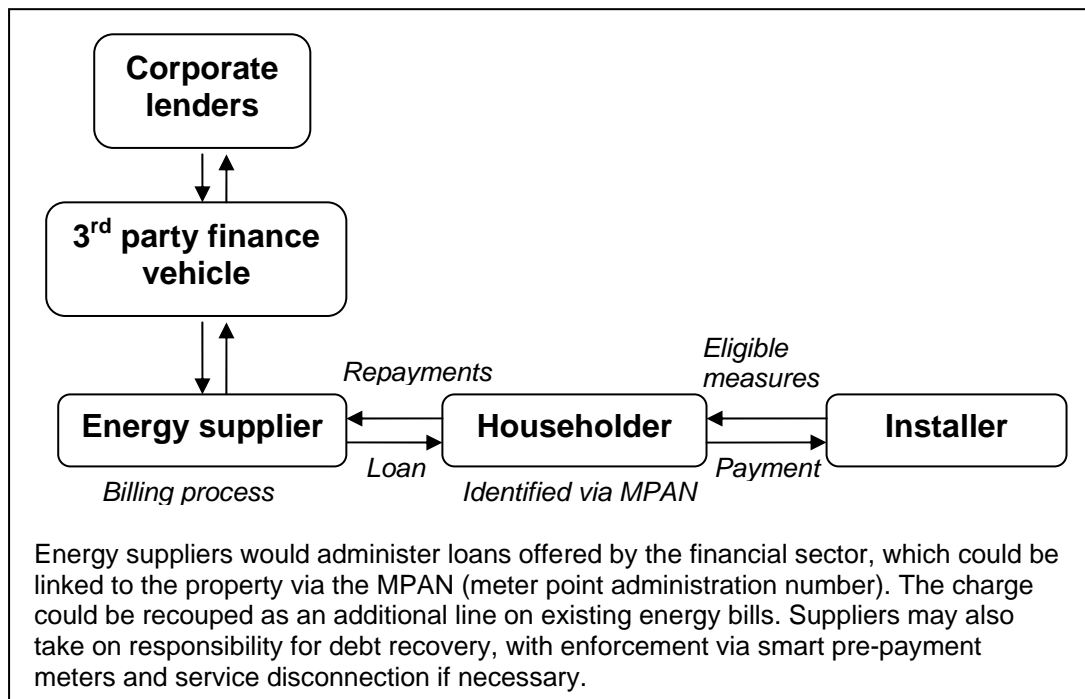 Corporate
lenders
3rd party finance
vehicle
Repayments
Eligible
measures
Energy supplier
Householder
Installer
Loan
Payment
Billing process
Identified via MPAN
Energy suppliers would administer loans offered by the financial sector, which could be
linked to the property via the MPAN (meter point administration number). The charge
could be recouped as an additional line on existing energy bills. Suppliers may also
take on responsibility for debt recovery, with enforcement via smart pre-payment
meters and service disconnection if necessary.